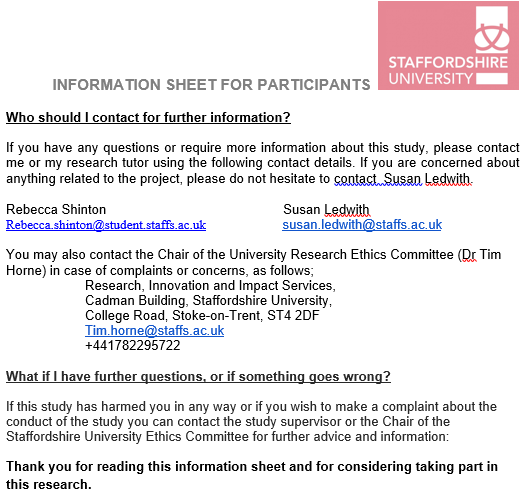 STAFFORDSHIRE
UNIVERSITY
INFORMATION SHEET FOR PARTICIPANTS
Who should I contact for further information?
If you have any questions or require more information about this study, please contact
me or my research tutor using the following contact details. If you are concerned about
anything related to the project, please do not hesitate to contact  Susan Ledwith.
Rebecca Shinton Susan Ledwith
Rebecca.shinton@student.staffs.ac.uk susan.ledwith@staffs.ac.uk
You may also contact the Chair of the University Research Ethics Committee (Dr Tim
Horne) in case of complaints or concerns, as follows;
Research, Innovation and Impact Services,
Cadman Building, Staffordshire University,
College Road, Stoke-on-Trent, ST4 2DF
Tim.horne@staffs.ac.uk
+441782295722
What if I have further questions, or if something goes wrong?
If this study has harmed you in any way or if you wish to make a complaint about the
conduct of the study you can contact the study supervisor or the Chair of the
Staffordshire University Ethics Committee for further advice and information:
Thank you for reading this information sheet and for considering taking part in
this research.